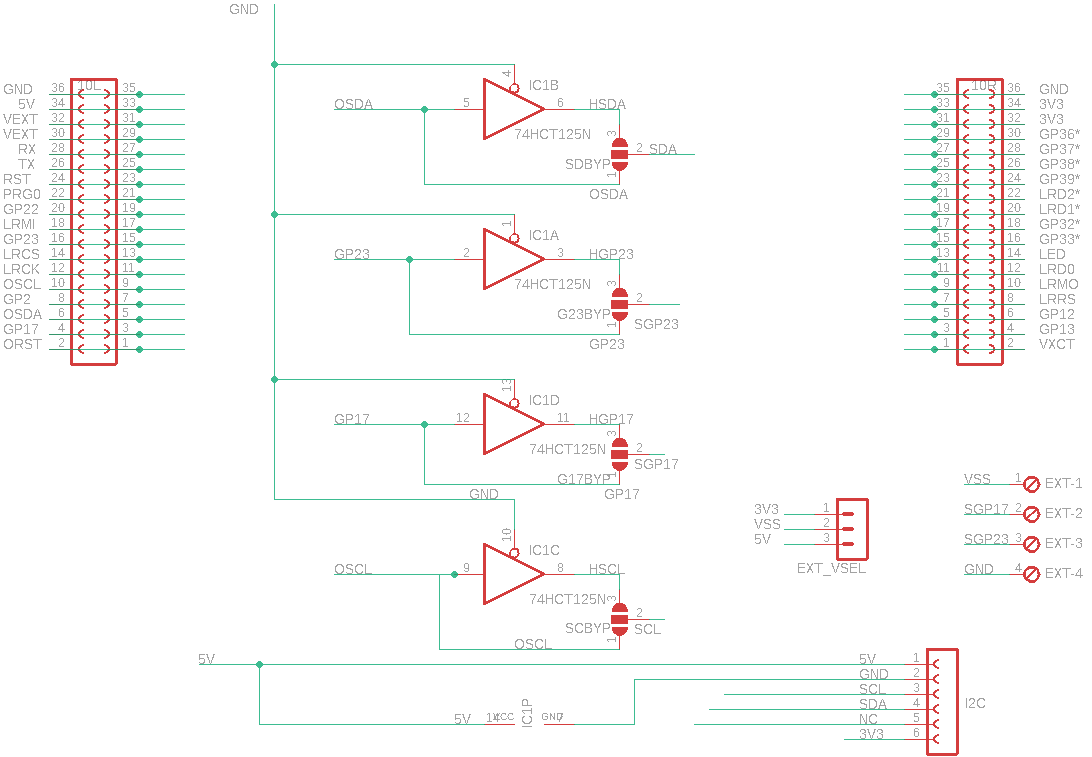 GND
4
IC1B
OSDA 5 6 HSDA
74HCT125N
3
2 SDA
SDBYP
1
OSDA
1
IC1A
GP23 2 3 HGP23
74HCT125N
3
2
G23BYP
1 SGP23
GP23
13
IC1D
GP17 12 11 HGP17
74HCT125N
3
2
SGP17
G17BYP
1
GP17
GND
10
IC1C
OSCL 9 8 HSCL
74HCT125N
3
2
SCBYP SCL
1
OSCL
10L
GND 36 35
5V 34 33
VEXT 32 31
VEXT 30 29
RX 28 27
TX 26 25
RST 24 23
PRG0 22 21
GP22 20 19
LRMI 18 17
GP23 16 15
LRCS 14 13
LRCK 12 11
OSCL 10 9
GP2 8 7
OSDA 6 5
GP17 4 3
ORST 2 1
10R
35 36 GND
33 34 3V3
31 32 3V3
29 30 GP36*
27 28 GP37*
25 26 GP38*
23 24 GP39*
21 22 LRD2*
19 20 LRD1*
17 18 GP32*
15 16 GP33*
13 14 LED
11 12 LRD0
9 10 LRMO
7 8 LRRS
5 6 GP12
3 4 GP13
1 2 VXCT
3V3 1
VSS 2
5V 3
EXT_VSEL
VSS 1 EXT-1
SGP17 2 EXT-2
SGP23 3 EXT-3
GND 4 EXT-4
5V
5V 14 VCC IC1P GND 7
5V 1
GND 2
SCL 3
SDA 4
NC 5
3V3 6
I2C